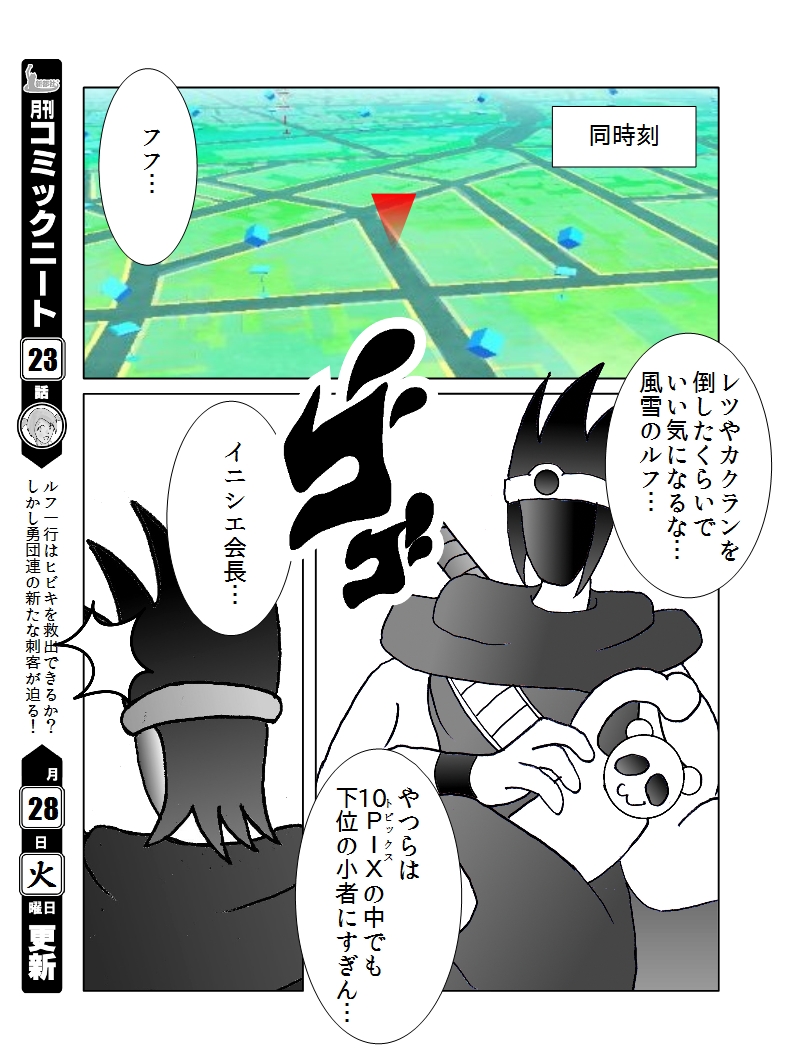 同時刻
フフ…
レツやカクランを
倒したくらいで
いい気になるな…
風雪のルフ…
ゴゴ
イニシエ会長…
やつらは
10PIXの中でも
トピックス
下位の小者にすぎん…
新都社
月刊
コミックニート
23
話
ルフ一行はヒビキを救出できるか？
しかし勇団連の新たな刺客が迫る！
月
28
日
火
曜日
更新